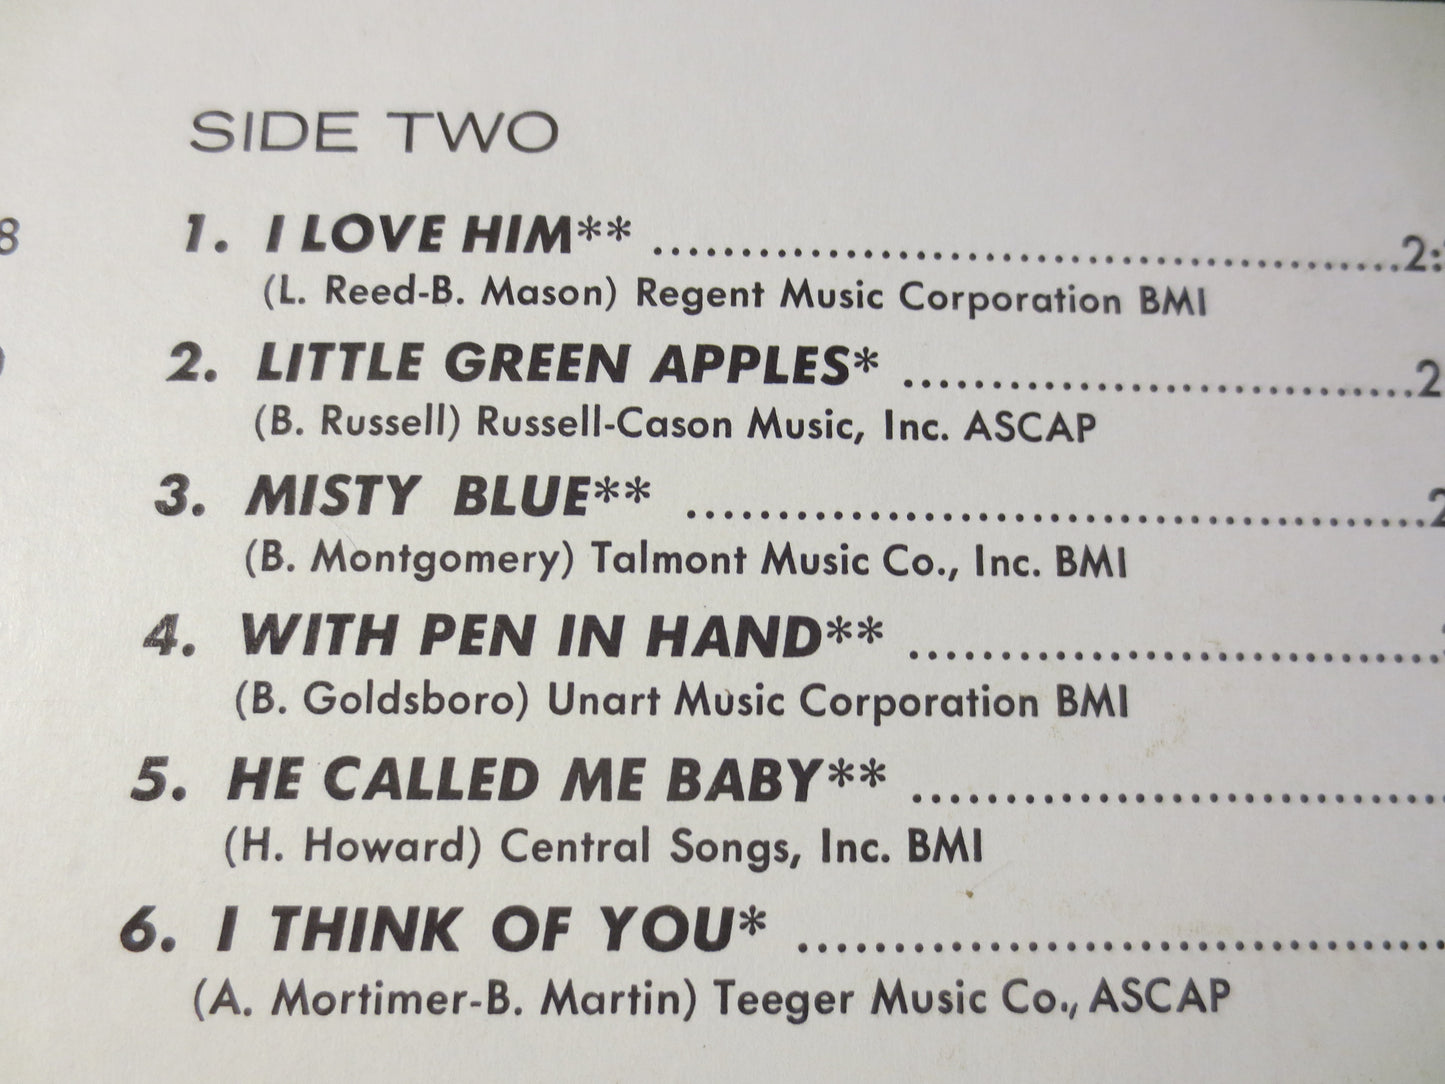 SIDE TWO
8
1. I LOVE HIM** ........................................ 2:
(L. Reed-B. Mason) Regent Music Corporation BMI
2. LITTLE GREEN APPLES* ........................... 2
(B. Russell) Russell-Cason Music, Inc. ASCAP
3. MISTY BLUE** ........................................ 2
(B. Montgomery) Talmont Music Co., Inc. BMI
4. WITH PEN IN HAND** .............................
(B. Goldsboro) Unart Music Corporation BMI
5. HE CALLED ME BABY** .............................
(H. Howard) Central Songs, Inc. BMI
6. I THINK OF YOU* ...................................
(A. Mortimer-B. Martin) Teeger Music Co., ASCAP